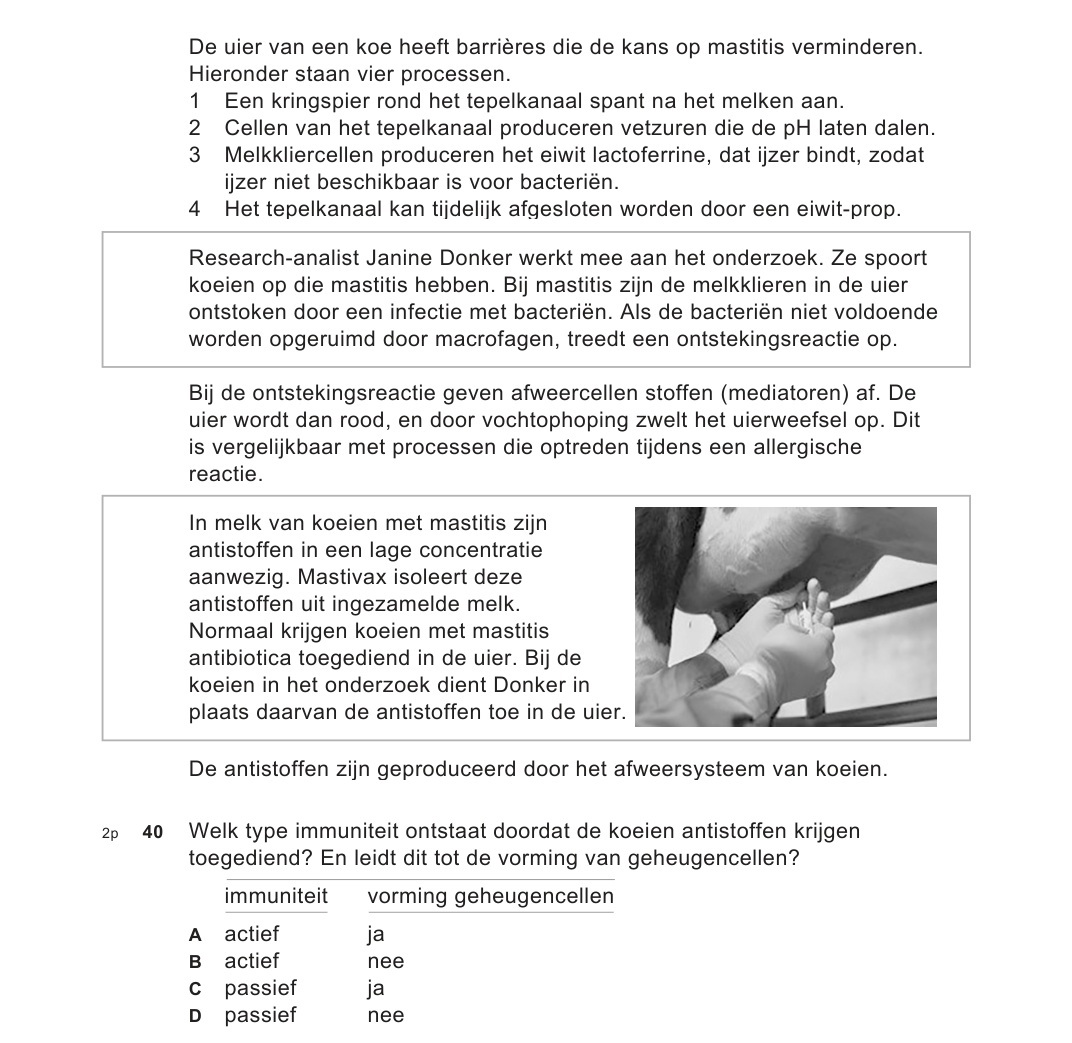 De uier van een koe heeft barrières die de kans op mastitis verminderen.
Hieronder staan vier processen.
1 Een kringspier rond het tepelkanaal spant na het melken aan.
2 Cellen van het tepelkanaal produceren vetzuren die de pH laten dalen.
3 Melkkliercellen produceren het eiwit lactoferrine, dat ijzer bindt, zodat
ijzer niet beschikbaar is voor bacteriën.
4 Het tepelkanaal kan tijdelijk afgesloten worden door een eiwit-prop.
Research-analist Janine Donker werkt mee aan het onderzoek. Ze spoort
koeien op die mastitis hebben. Bij mastitis zijn de melkklieren in de uier
ontstoken door een infectie met bacteriën. Als de bacteriën niet voldoende
worden opgeruimd door macrofagen, treedt een ontstekingsreactie op.
Bij de ontstekingsreactie geven afweercellen stoffen (mediatoren) af. De
uier wordt dan rood, en door vochtophoping zwelt het uierweefsel op. Dit
is vergelijkbaar met processen die optreden tijdens een allergische
reactie.
In melk van koeien met mastitis zijn
antistoffen in een lage concentratie
aanwezig. Mastivax isoleert deze
antistoffen uit ingezamelde melk.
Normaal krijgen koeien met mastitis
antibiotica toegediend in de uier. Bij de
koeien in het onderzoek dient Donker in
plaats daarvan de antistoffen toe in de uier.
De antistoffen zijn geproduceerd door het afweersysteem van koeien.
2p 40 Welk type immuniteit ontstaat doordat de koeien antistoffen krijgen
toegediend? En leidt dit tot de vorming van geheugencellen?
immuniteit vorming geheugencellen
A actief ja
B actief nee
C passief ja
D passief nee